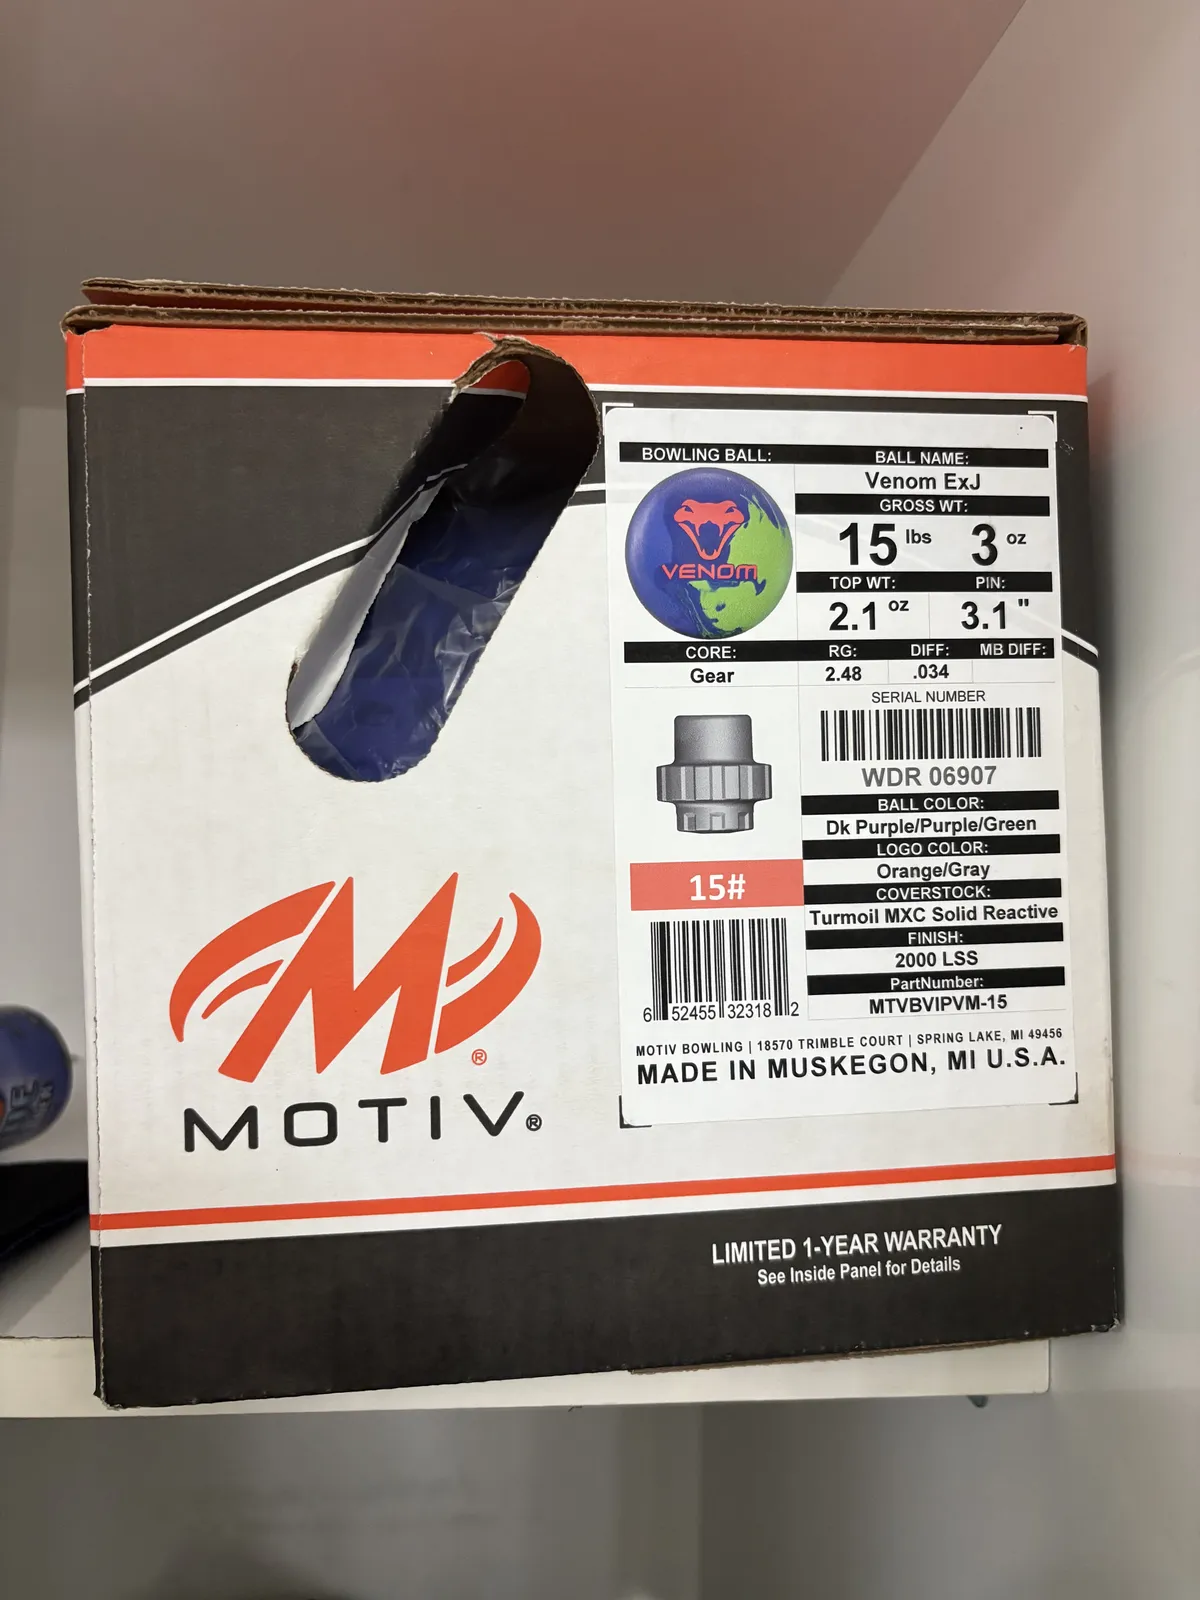 BOWLING BALL:
BALL NAME:
Venom ExJ
GROSS WT:
15 lbs 3 oz
TOP WT: PIN:
2.1 oz 3.1 "
VENOM
CORE: RG: DIFF: MB DIFF:
Gear 2.48 .034
SERIAL NUMBER
WDR 06907
BALL COLOR:
Dk Purple/Purple/Green
LOGO COLOR:
Orange/Gray
COVERSTOCK:
Turmoil MXC Solid Reactive
FINISH:
2000 LSS
PartNumber:
MTVBVIPVM-15
15#
6 52455 32318 2
MOTIV BOWLING | 18570 TRIMBLE COURT | SPRING LAKE, MI 49456
MADE IN MUSKEGON, MI U.S.A.
M®
MOTIV®
LIMITED 1-YEAR WARRANTY
See Inside Panel for Details